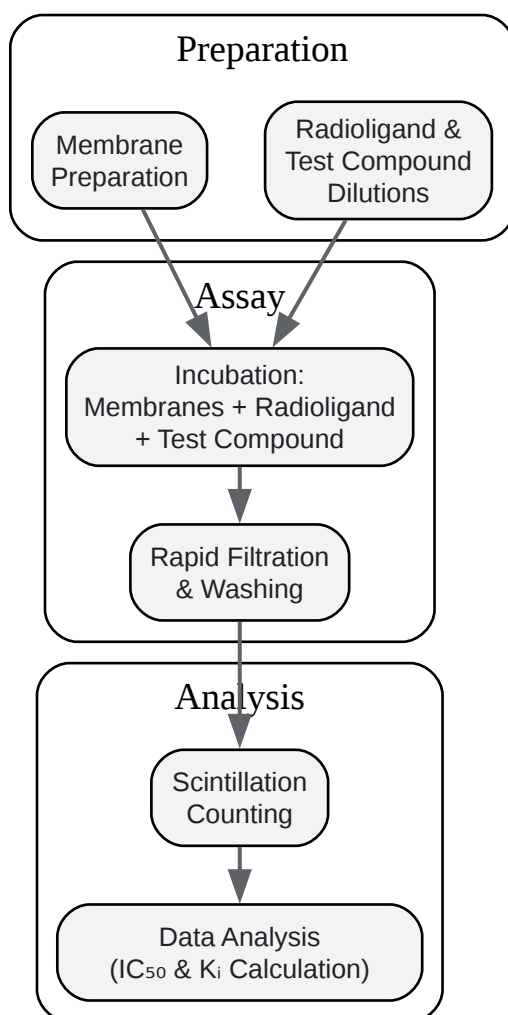 Preparation
Membrane
Preparation
Radioligand &
Test Compound
Dilutions
Assay
Incubation:
Membranes + Radioligand
+ Test Compound
Rapid Filtration
& Washing
Analysis
Scintillation
Counting
Data Analysis
(IC₅₀ & Kᵢ Calculation)